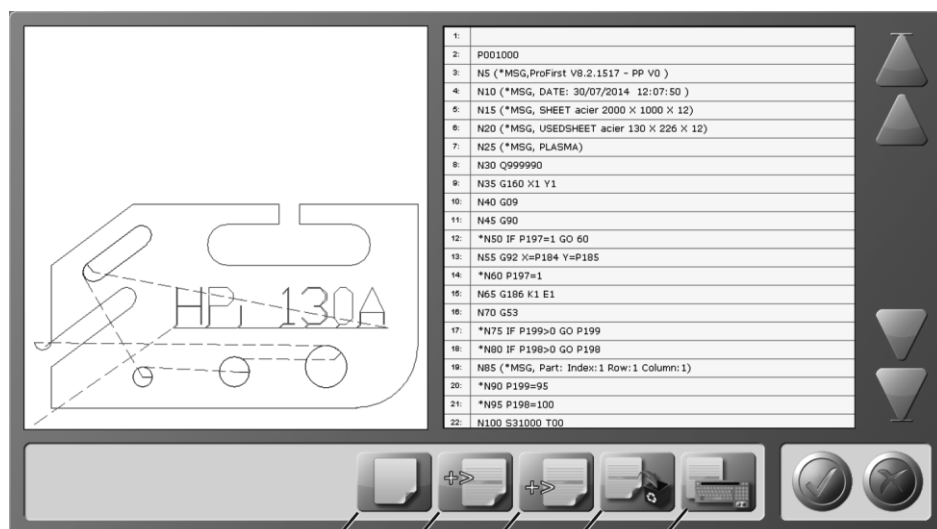 HPi 130A
1:
2: P001000
3: N5 (*MSG,ProFirst V8.2.1517 - PP V0 )
4: N10 (*MSG, DATE: 30/07/2014 12:07:50 )
5: N15 (*MSG, SHEET acier 2000 X 1000 X 12)
6: N20 (*MSG, USEDSHEET acier 130 X 226 X 12)
7: N25 (*MSG, PLASMA)
8: N30 Q999990
9: N35 G160 X1 Y1
10: N40 G09
11: N45 G90
12: *N50 IF P197=1 GO 60
13: N55 G92 X=P184 Y=P185
14: *N60 P197=1
15: N65 G186 K1 E1
16: N70 G53
17: *N75 IF P199>0 GO P199
18: *N80 IF P198>0 GO P198
19: N85 (*MSG, Part: Index:1 Row:1 Column:1)
20: *N90 P199=95
21: *N95 P198=100
22: N100 S31000 T00
+>
+>